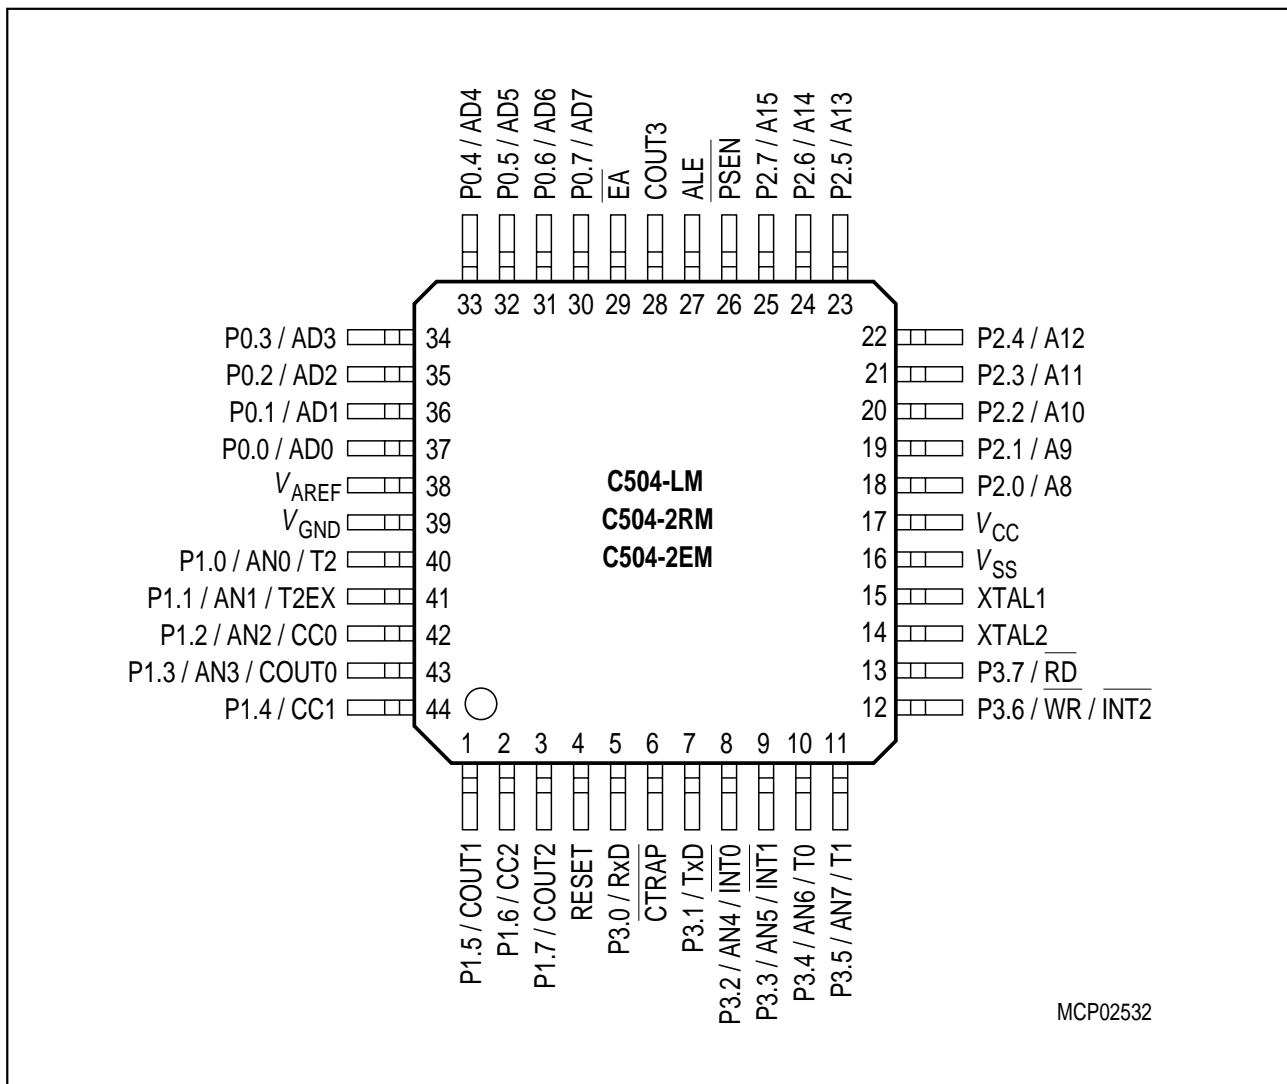 P0.4 / AD4
P0.5 / AD5
P0.6 / AD6
P0.7 / AD7
E̅A̅
COUT3
ALE
P̅S̅E̅N̅
P2.7 / A15
P2.6 / A14
P2.5 / A13
33 32 31 30 29 28 27 26 25 24 23
P0.3 / AD3 34
P0.2 / AD2 35
P0.1 / AD1 36
P0.0 / AD0 37
VAREF 38
VGND 39
P1.0 / AN0 / T2 40
P1.1 / AN1 / T2EX 41
P1.2 / AN2 / CC0 42
P1.3 / AN3 / COUT0 43
P1.4 / CC1 44
C504-LM
C504-2RM
C504-2EM
22 P2.4 / A12
21 P2.3 / A11
20 P2.2 / A10
19 P2.1 / A9
18 P2.0 / A8
17 VCC
16 VSS
15 XTAL1
14 XTAL2
13 P3.7 / R̅D̅
12 P3.6 / W̅R̅ / I̅N̅T̅2̅
1 2 3 4 5 6 7 8 9 10 11
P1.5 / COUT1
P1.6 / CC2
P1.7 / COUT2
RESET
P3.0 / RxD
C̅T̅R̅A̅P̅
P3.1 / TxD
P3.2 / AN4 / I̅N̅T̅0̅
P3.3 / AN5 / I̅N̅T̅1̅
P3.4 / AN6 / T0
P3.5 / AN7 / T1
MCP02532